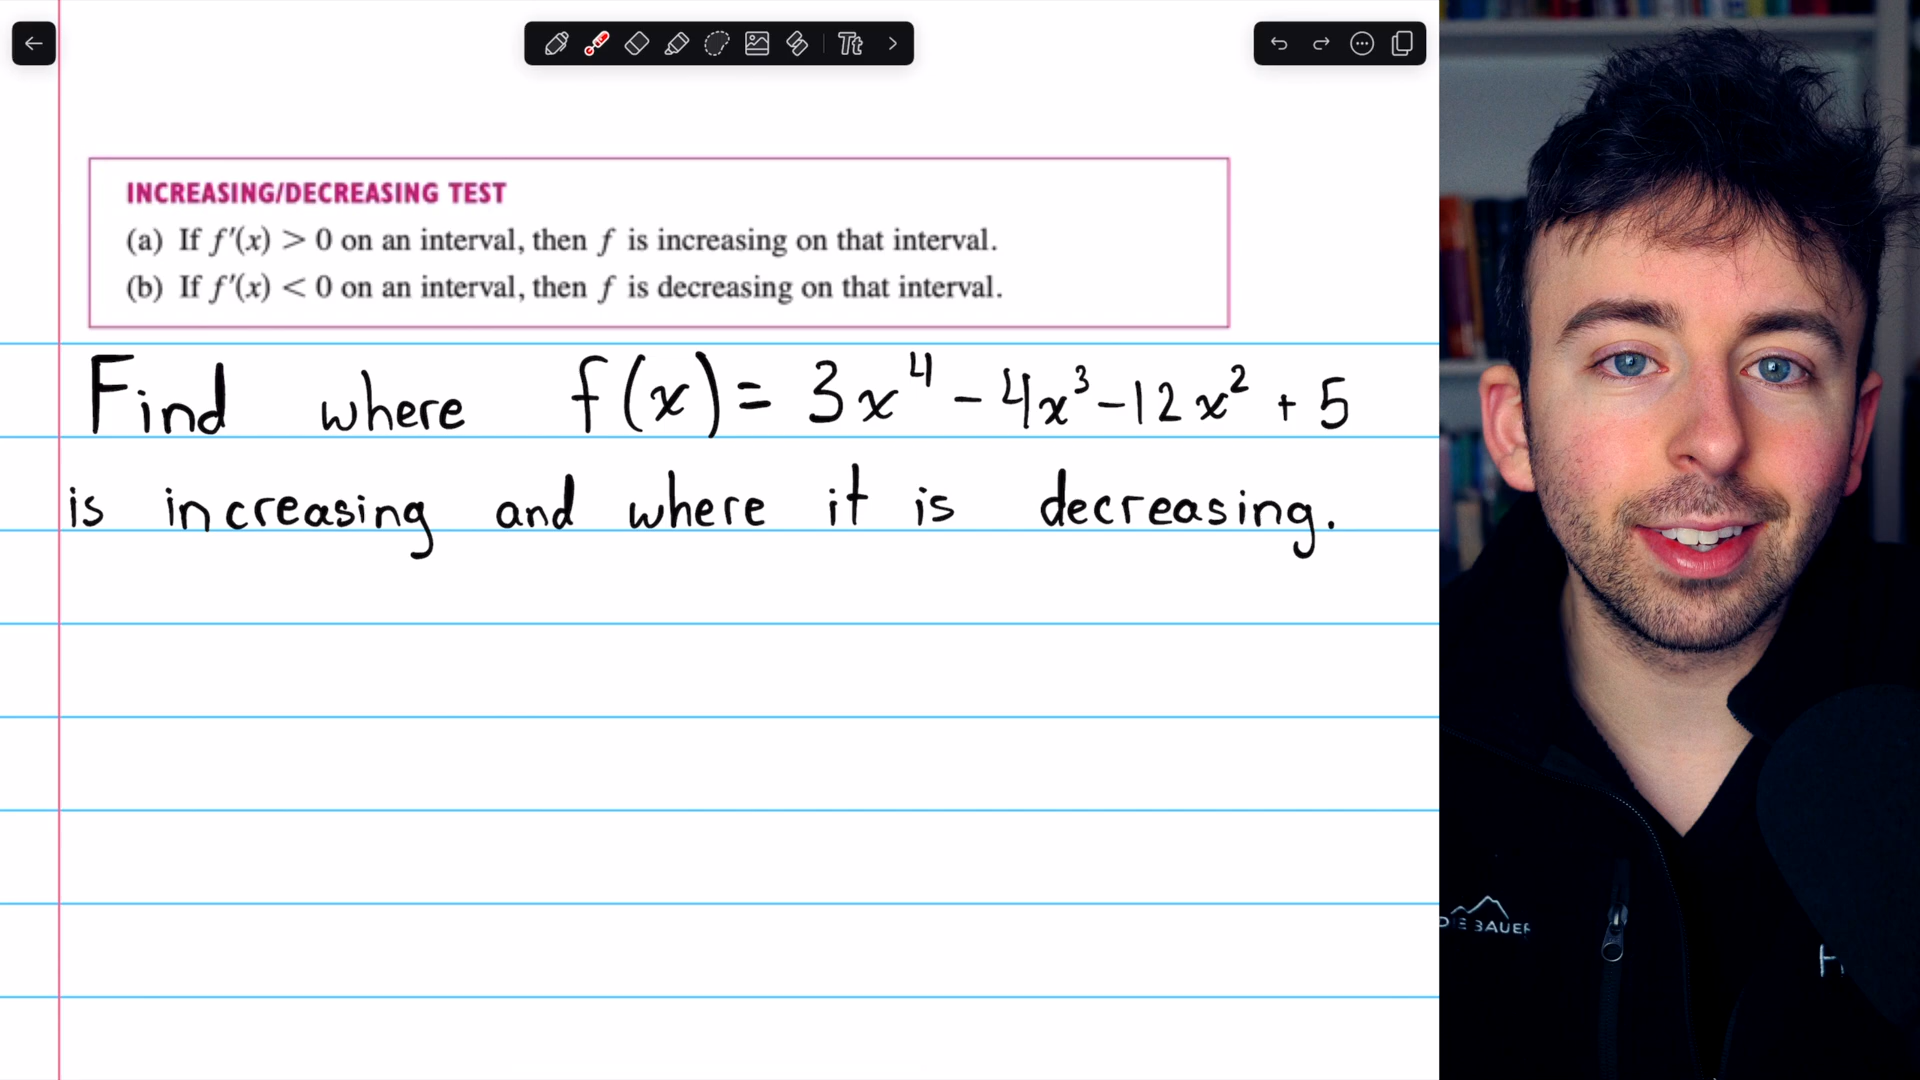 Tt
INCREASING/DECREASING TEST
(a) If f′(x) > 0 on an interval, then f is increasing on that interval.
(b) If f′(x) < 0 on an interval, then f is decreasing on that interval.
Find where f(x) = 3x⁴ - 4x³ - 12x² + 5
is increasing and where it is decreasing.
BAUER